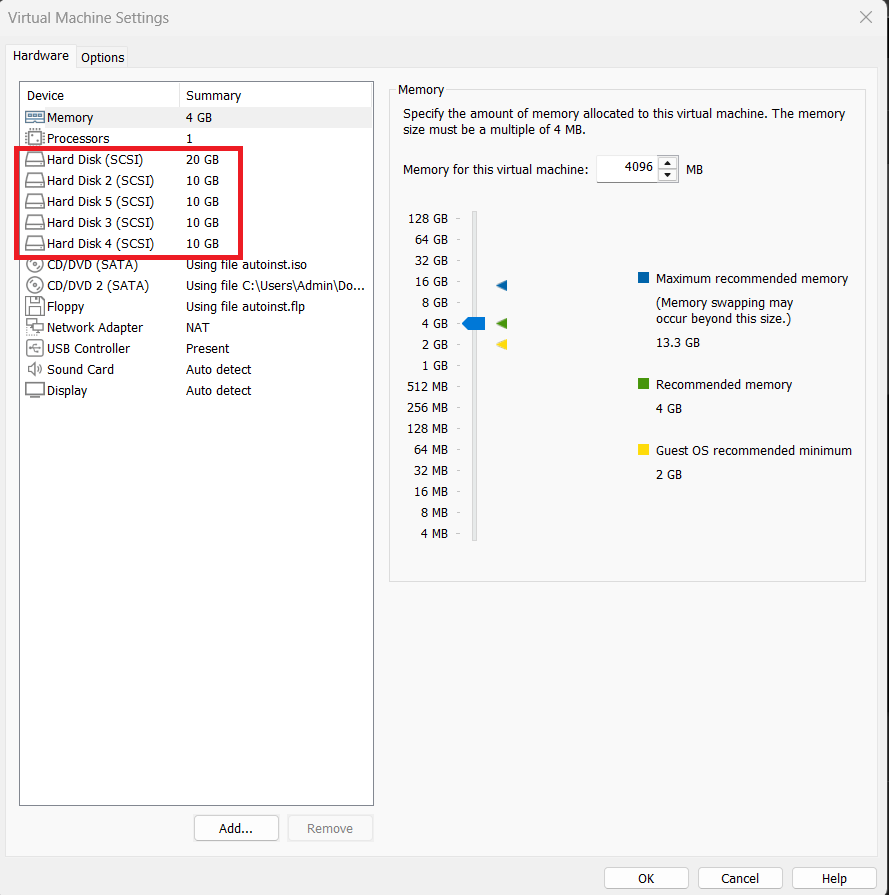 Virtual Machine Settings
Hardware Options
Device Summary
Memory 4 GB
Processors 1
Hard Disk (SCSI) 20 GB
Hard Disk 2 (SCSI) 10 GB
Hard Disk 5 (SCSI) 10 GB
Hard Disk 3 (SCSI) 10 GB
Hard Disk 4 (SCSI) 10 GB
CD/DVD (SATA) Using file autoinst.iso
CD/DVD 2 (SATA) Using file C:\Users\Admin\Do...
Floppy Using file autoinst.flp
Network Adapter NAT
USB Controller Present
Sound Card Auto detect
Display Auto detect
Add... Remove
Memory
Specify the amount of memory allocated to this virtual machine. The memory
size must be a multiple of 4 MB.
Memory for this virtual machine: 4096 MB
128 GB
64 GB
32 GB
16 GB
8 GB
4 GB
2 GB
1 GB
512 MB
256 MB
128 MB
64 MB
32 MB
16 MB
8 MB
4 MB
Maximum recommended memory
(Memory swapping may
occur beyond this size.)
13.3 GB
Recommended memory
4 GB
Guest OS recommended minimum
2 GB
OK Cancel Help